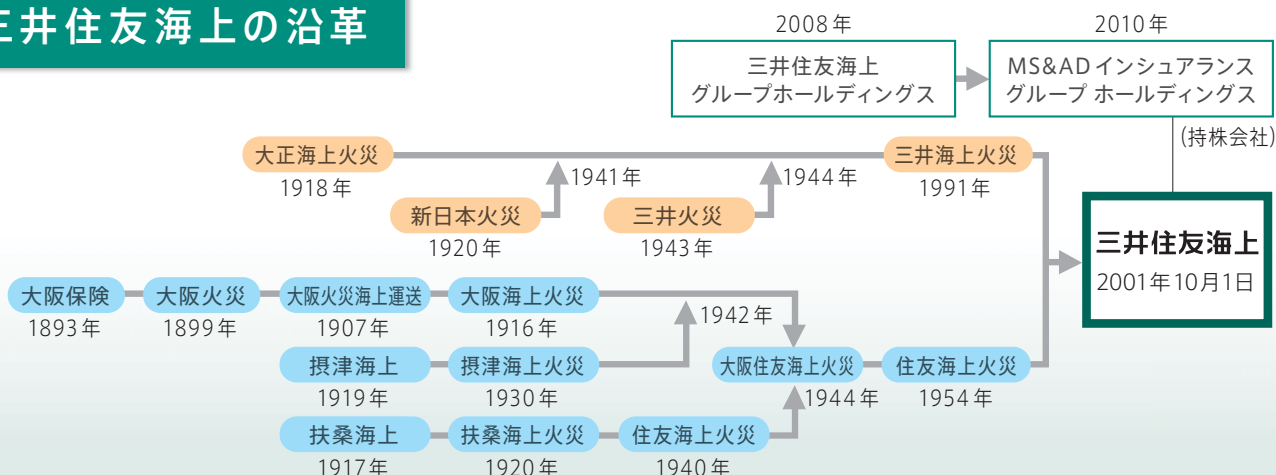 三井住友海上の沿革
2008年
2010年
三井住友海上
グループホールディングス
MS&ADインシュアランス
グループ ホールディングス
(持株会社)
大正海上火災
1918年
1941年
1944年
三井海上火災
1991年
新日本火災
1920年
三井火災
1943年
三井住友海上
2001年10月1日
大阪保険
1893年
大阪火災
1899年
大阪火災海上運送
1907年
大阪海上火災
1916年
1942年
摂津海上
1919年
摂津海上火災
1930年
大阪住友海上火災
1944年
住友海上火災
1954年
扶桑海上
1917年
扶桑海上火災
1920年
住友海上火災
1940年